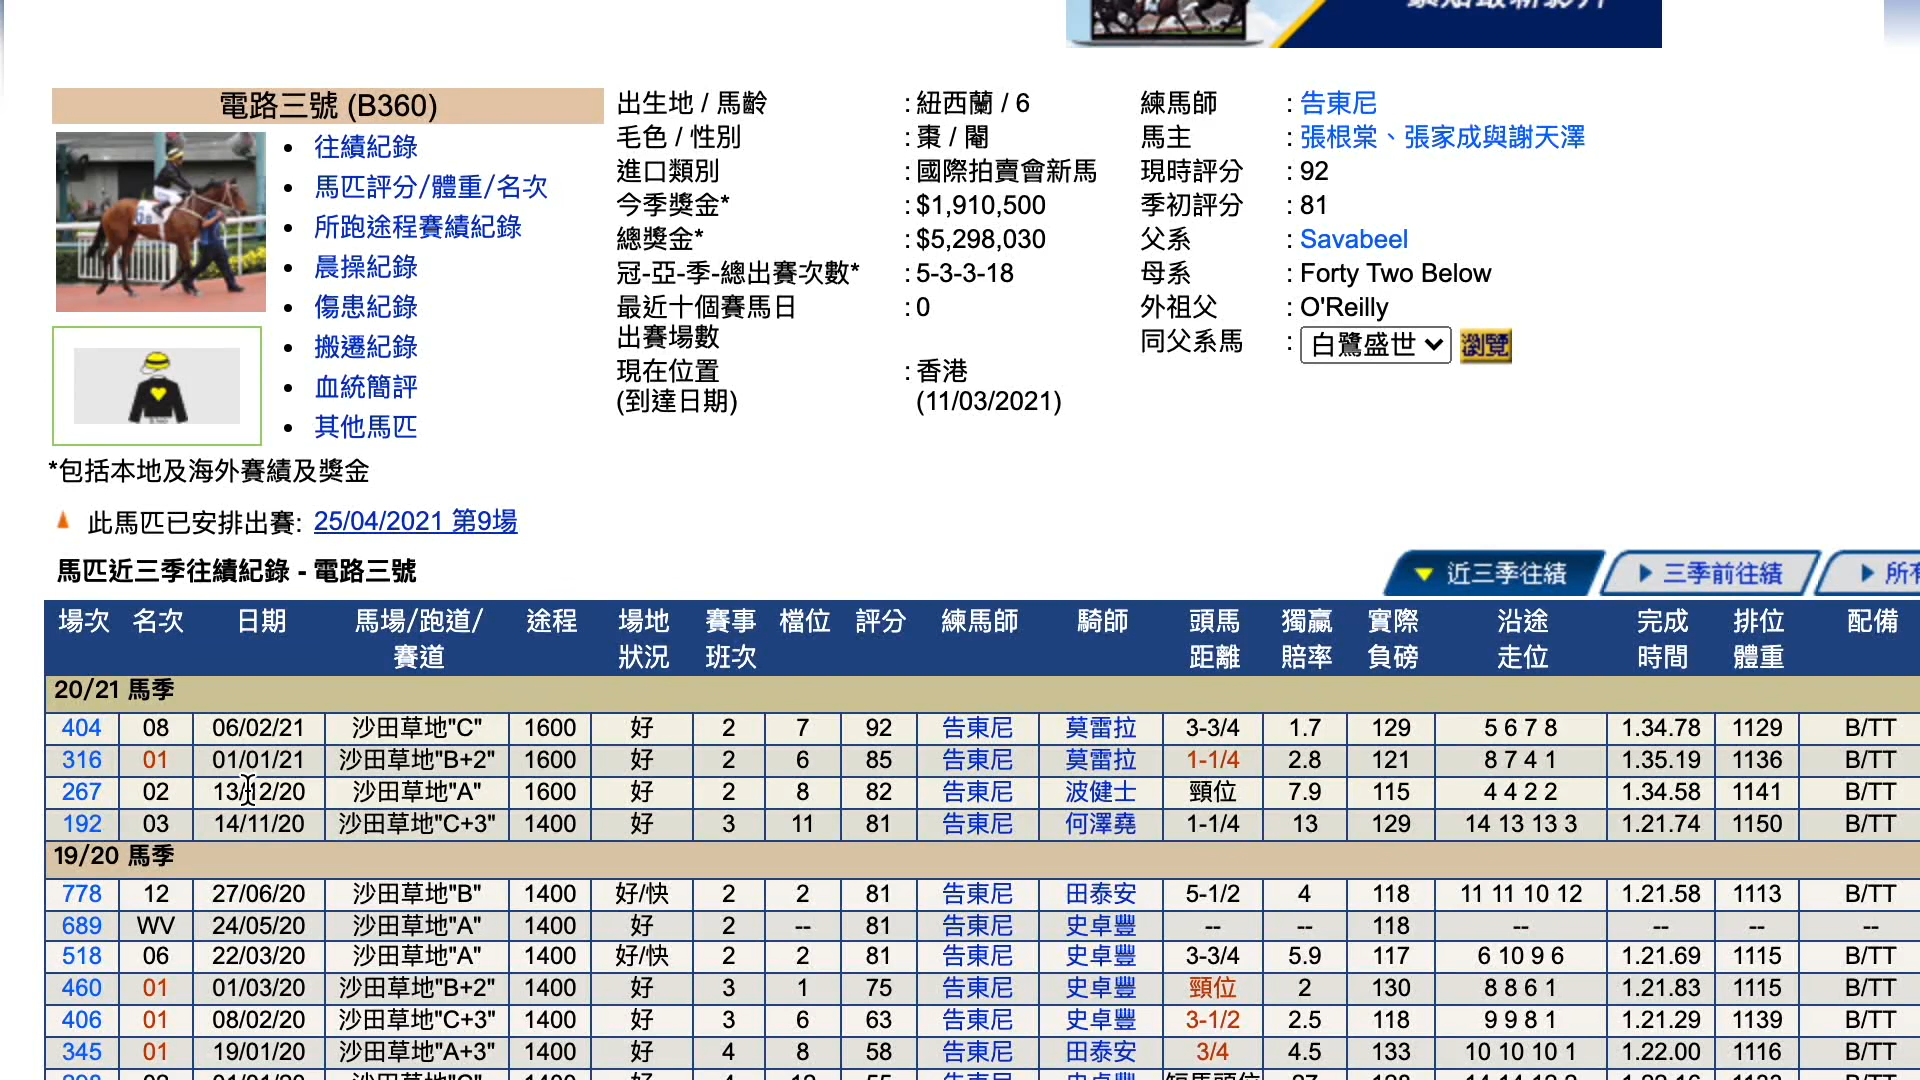 電路三號 (B360)
往績紀錄
馬匹評分/體重/名次
所跑途程賽績紀錄
晨操紀錄
傷患紀錄
搬遷紀錄
血統簡評
其他馬匹
出生地 / 馬齡 : 紐西蘭 / 6
毛色 / 性別 : 棗 / 閹
進口類別 : 國際拍賣會新馬
今季獎金* : $1,910,500
總獎金* : $5,298,030
冠-亞-季-總出賽次數* : 5-3-3-18
最近十個賽馬日 : 0
出賽場數
現在位置 : 香港
(到達日期) (11/03/2021)
練馬師 : 告東尼
馬主 : 張根棠、張家成與謝天澤
現時評分 : 92
季初評分 : 81
父系 : Savabeel
母系 : Forty Two Below
外祖父 : O'Reilly
同父系馬 : 白鷺盛世 瀏覽
*包括本地及海外賽績及獎金
此馬匹已安排出賽: 25/04/2021 第9場
馬匹近三季往績紀錄 - 電路三號
近三季往績 三季前往績 所
場次 名次 日期 馬場/跑道/ 途程 場地 賽事 檔位 評分 練馬師 騎師 頭馬 獨贏 實際 沿途 完成 排位 配備
賽道 狀況 班次 距離 賠率 負磅 走位 時間 體重
20/21 馬季
404 08 06/02/21 沙田草地"C" 1600 好 2 7 92 告東尼 莫雷拉 3-3/4 1.7 129 5 6 7 8 1.34.78 1129 B/TT
316 01 01/01/21 沙田草地"B+2" 1600 好 2 6 85 告東尼 莫雷拉 1-1/4 2.8 121 8 7 4 1 1.35.19 1136 B/TT
267 02 13/12/20 沙田草地"A" 1600 好 2 8 82 告東尼 波健士 頸位 7.9 115 4 4 2 2 1.34.58 1141 B/TT
192 03 14/11/20 沙田草地"C+3" 1400 好 3 11 81 告東尼 何澤堯 1-1/4 13 129 14 13 13 3 1.21.74 1150 B/TT
19/20 馬季
778 12 27/06/20 沙田草地"B" 1400 好/快 2 2 81 告東尼 田泰安 5-1/2 4 118 11 11 10 12 1.21.58 1113 B/TT
689 WV 24/05/20 沙田草地"A" 1400 好 2 -- 81 告東尼 史卓豐 -- -- 118 -- -- -- --
518 06 22/03/20 沙田草地"A" 1400 好/快 2 2 81 告東尼 史卓豐 3-3/4 5.9 117 6 10 9 6 1.21.69 1115 B/TT
460 01 01/03/20 沙田草地"B+2" 1400 好 3 1 75 告東尼 史卓豐 頸位 2 130 8 8 6 1 1.21.83 1115 B/TT
406 01 08/02/20 沙田草地"C+3" 1400 好 3 6 63 告東尼 史卓豐 3-1/2 2.5 118 9 9 8 1 1.21.29 1139 B/TT
345 01 19/01/20 沙田草地"A+3" 1400 好 4 8 58 告東尼 田泰安 3/4 4.5 133 10 10 10 1 1.22.00 1116 B/TT